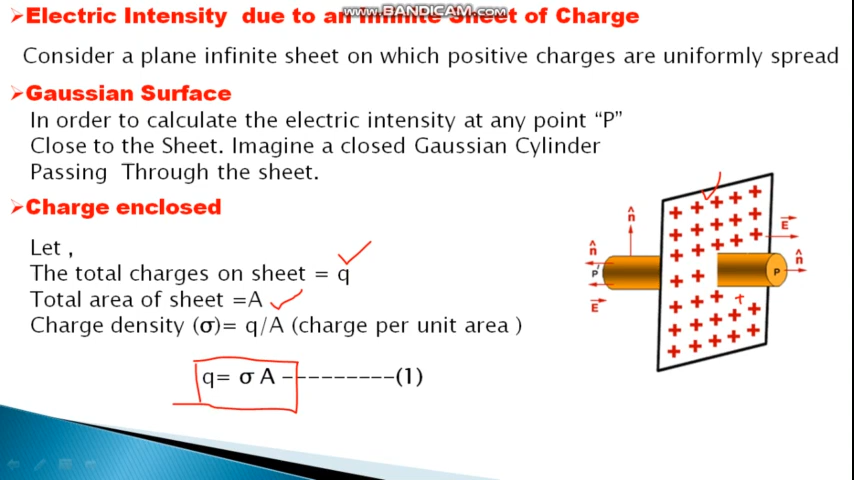 www.BANDICAM.com
➢Electric Intensity due to an Infinite Sheet of Charge
Consider a plane infinite sheet on which positive charges are uniformly spread
➢Gaussian Surface
In order to calculate the electric intensity at any point “P”
Close to the Sheet. Imagine a closed Gaussian Cylinder
Passing Through the sheet.
➢Charge enclosed
Let ,
The total charges on sheet = q
Total area of sheet =A
Charge density (σ)= q/A (charge per unit area )
q= σ A ---------(1)
n̂
E
n̂
n̂
P'
P
E